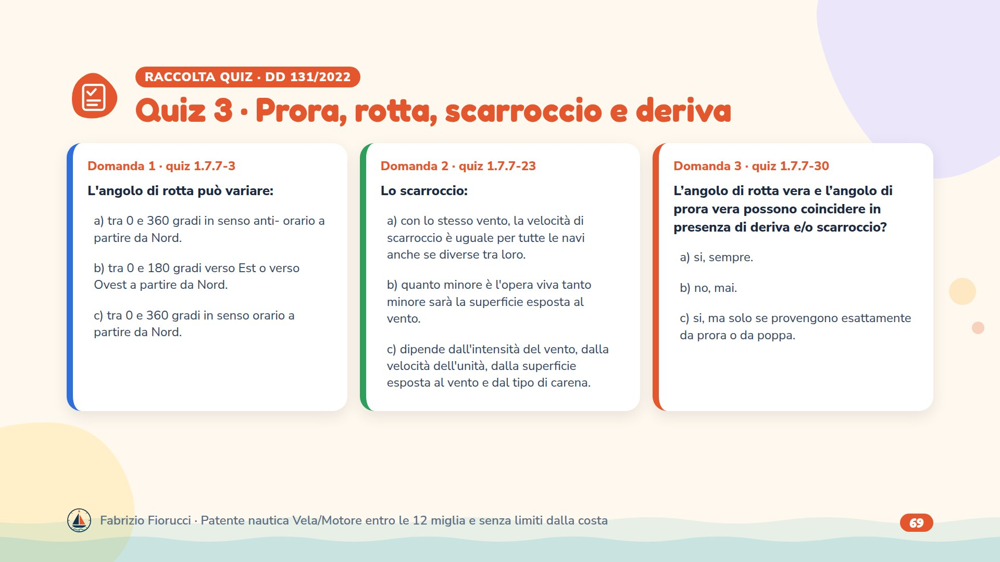 RACCOLTA QUIZ · DD 131/2022
Quiz 3 · Prora, rotta, scarroccio e deriva
Domanda 1 · quiz 1.7.7-3
L'angolo di rotta può variare:
a) tra 0 e 360 gradi in senso anti- orario a
partire da Nord.
b) tra 0 e 180 gradi verso Est o verso
Ovest a partire da Nord.
c) tra 0 e 360 gradi in senso orario a
partire da Nord.
Domanda 2 · quiz 1.7.7-23
Lo scarroccio:
a) con lo stesso vento, la velocità di
scarroccio è uguale per tutte le navi
anche se diverse tra loro.
b) quanto minore è l'opera viva tanto
minore sarà la superficie esposta al
vento.
c) dipende dall'intensità del vento, dalla
velocità dell'unità, dalla superficie
esposta al vento e dal tipo di carena.
Domanda 3 · quiz 1.7.7-30
L’angolo di rotta vera e l’angolo di
prora vera possono coincidere in
presenza di deriva e/o scarroccio?
a) si, sempre.
b) no, mai.
c) si, ma solo se provengono esattamente
da prora o da poppa.
Fabrizio Fiorucci · Patente nautica Vela/Motore entro le 12 miglia e senza limiti dalla costa
69